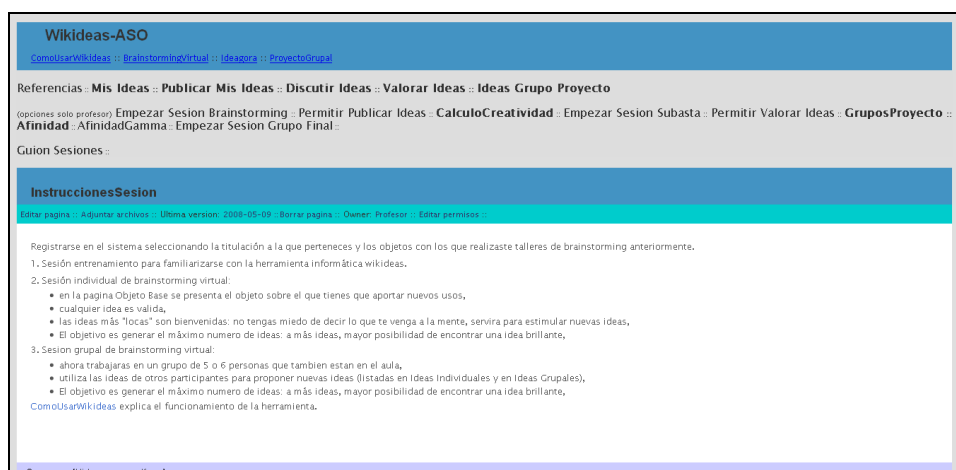 Wikideas-ASO
ComoUsarWikideas :: BrainstormingVirtual :: Ideagora :: ProyectoGrupal
Referencias :: Mis Ideas :: Publicar Mis Ideas :: Discutir Ideas :: Valorar Ideas :: Ideas Grupo Proyecto
(opciones solo profesor) Empezar Sesion Brainstorming :: Permitir Publicar Ideas :: CalculoCreatividad :: Empezar Sesion Subasta :: Permitir Valorar Ideas :: GruposProyecto ::
Afinidad :: AfinidadGamma :: Empezar Sesion Grupo Final ::
Guion Sesiones ::
InstruccionesSesion
Editar pagina :: Adjuntar archivos :: Ultima version: 2008-05-09 :: Borrar pagina :: Owner: Profesor :: Editar permisos ::
Registrarse en el sistema seleccionando la titulación a la que perteneces y los objetos con los que realizaste talleres de brainstorming anteriormente.
1. Sesión entrenamiento para familiarizarse con la herramienta informática wikideas.
2. Sesión individual de brainstorming virtual:
• en la pagina Objeto Base se presenta el objeto sobre el que tienes que aportar nuevos usos,
• cualquier idea es valida,
• las ideas más "locas" son bienvenidas: no tengas miedo de decir lo que te venga a la mente, servira para estimular nuevas ideas,
• El objetivo es generar el máximo numero de ideas: a más ideas, mayor posibilidad de encontrar una idea brillante,
3. Sesion grupal de brainstorming virtual:
• ahora trabajaras en un grupo de 5 o 6 personas que tambien estan en el aula,
• utiliza las ideas de otros participantes para proponer nuevas ideas (listadas en Ideas Individuales y en Ideas Grupales),
• El objetivo es generar el máximo numero de ideas: a más ideas, mayor posibilidad de encontrar una idea brillante,
ComoUsarWikideas explica el funcionamiento de la herramienta.